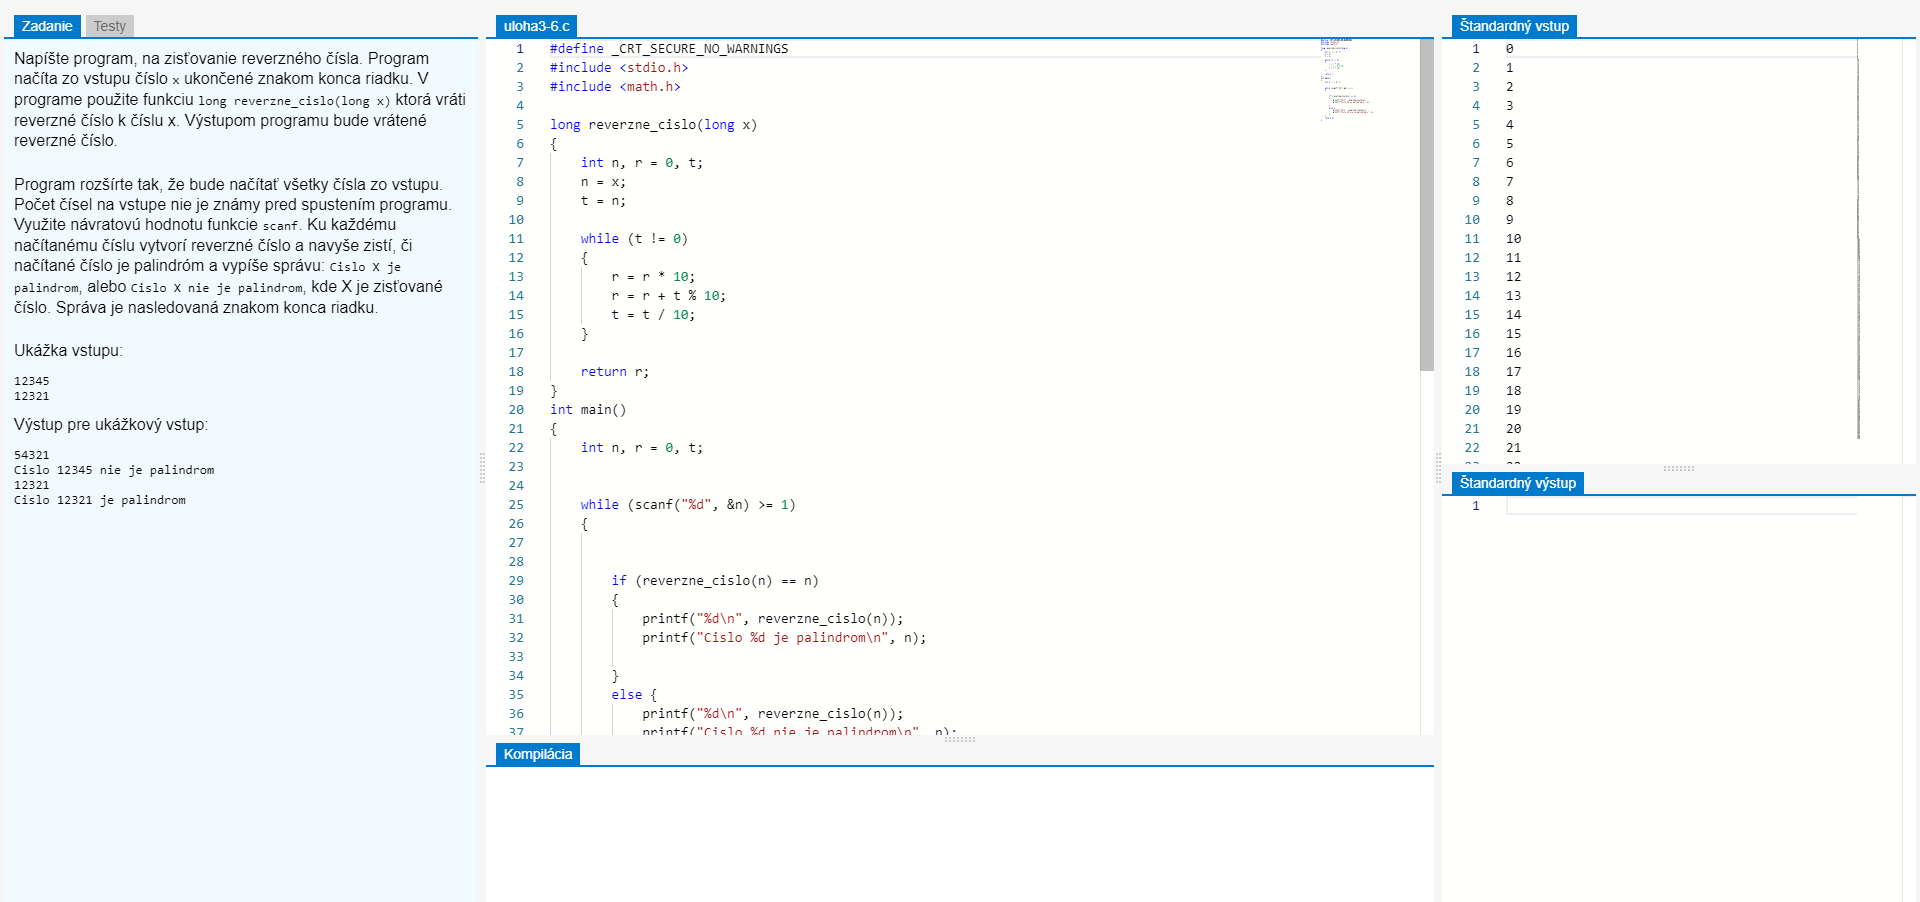 Zadanie
Testy
Napíšte program, na zisťovanie reverzného čísla. Program
načíta zo vstupu číslo x ukončené znakom konca riadku. V
programe použite funkciu long reverzne_cislo(long x) ktorá vráti
reverzné číslo k číslu x. Výstupom programu bude vrátené
reverzné číslo.
Program rozšírte tak, že bude načítať všetky čísla zo vstupu.
Počet čísel na vstupe nie je známy pred spustením programu.
Využite návratovú hodnotu funkcie scanf. Ku každému
načítanému číslu vytvorí reverzné číslo a navyše zistí, či
načítané číslo je palindróm a vypíše správu: Cislo X je
palindrom, alebo Cislo X nie je palindrom, kde X je zisťované
číslo. Správa je nasledovaná znakom konca riadku.
Ukážka vstupu:
12345
12321
Výstup pre ukážkový vstup:
54321
Cislo 12345 nie je palindrom
12321
Cislo 12321 je palindrom
uloha3-6.c
1 #define _CRT_SECURE_NO_WARNINGS
2 #include <stdio.h>
3 #include <math.h>
4
5 long reverzne_cislo(long x)
6 {
7 int n, r = 0, t;
8 n = x;
9 t = n;
10
11 while (t != 0)
12 {
13 r = r * 10;
14 r = r + t % 10;
15 t = t / 10;
16 }
17
18 return r;
19 }
20 int main()
21 {
22 int n, r = 0, t;
23
24
25 while (scanf("%d", &n) >= 1)
26 {
27
28
29 if (reverzne_cislo(n) == n)
30 {
31 printf("%d\n", reverzne_cislo(n));
32 printf("Cislo %d je palindrom\n", n);
33
34 }
35 else {
36 printf("%d\n", reverzne_cislo(n));
37 printf("Cislo %d nie je palindrom\n", n);
Kompilácia
Štandardný vstup
1 0
2 1
3 2
4 3
5 4
6 5
7 6
8 7
9 8
10 9
11 10
12 11
13 12
14 13
15 14
16 15
17 16
18 17
19 18
20 19
21 20
22 21
Štandardný výstup
1